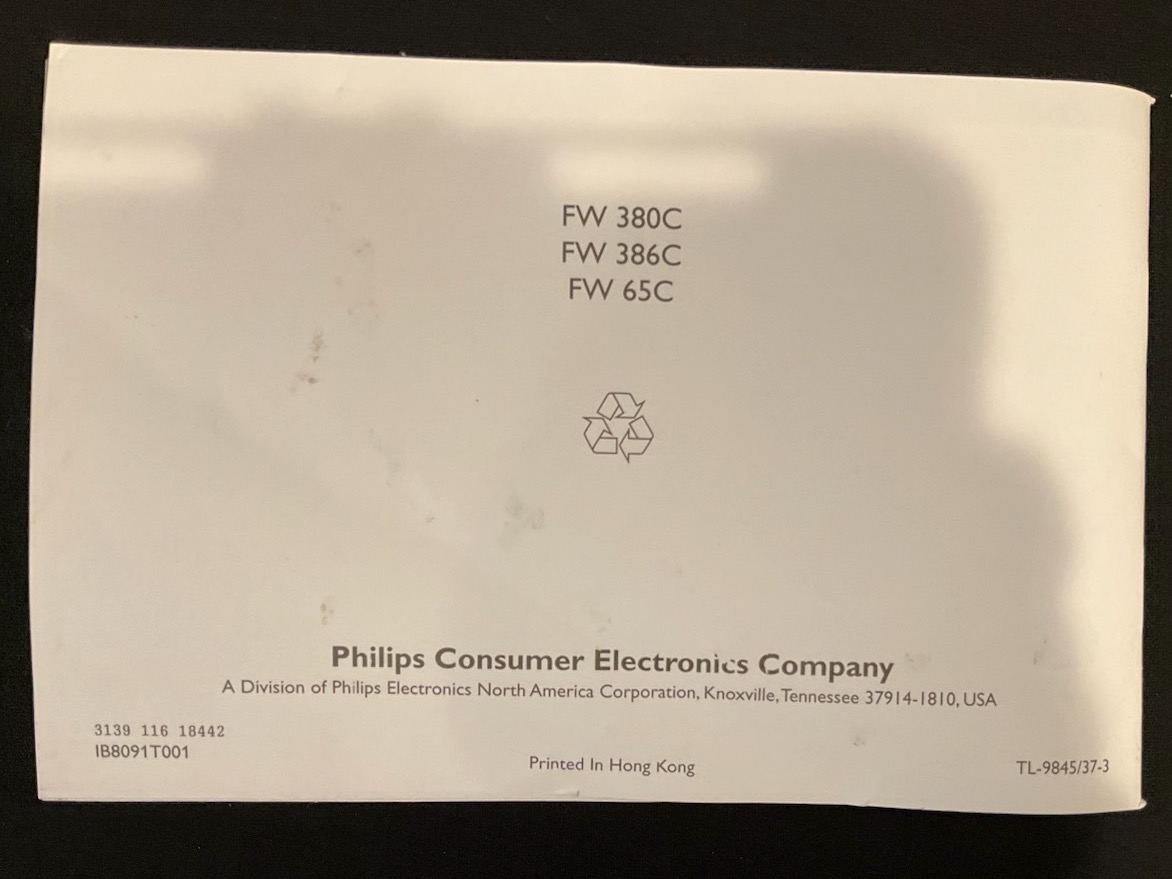 FW 380C
FW 386C
FW 65C
Philips Consumer Electronics Company
A Division of Philips Electronics North America Corporation, Knoxville, Tennessee 37914-1810, USA
3139 116 18442
IB8091T001
Printed In Hong Kong
TL-9845/37-3